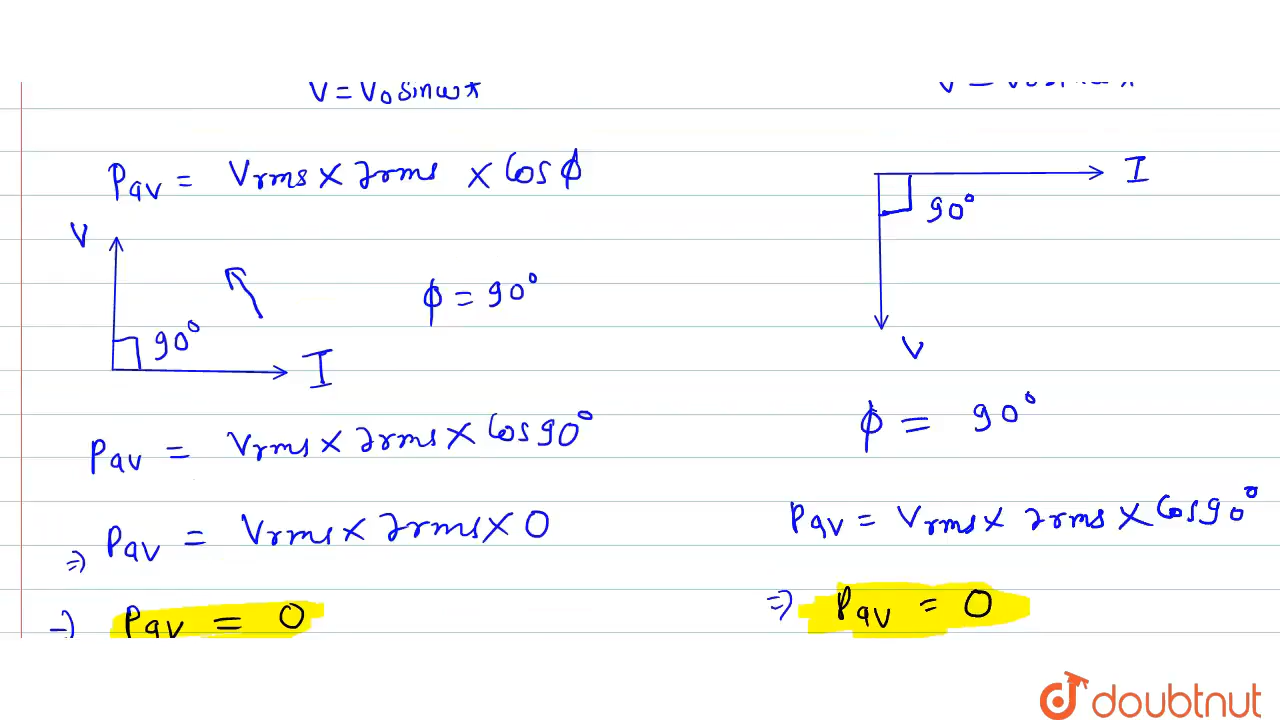 V = V₀ sinωt
Pav = Vrms × Irms × Cos ϕ
V
90°
I
ϕ = 90°
Pav = Vrms × Irms × Cos 90°
⇒ Pav = Vrms × Irms × 0
⇒ Pav = 0
I
90°
V
ϕ = 90°
Pav = Vrms × Irms × Cos 90°
⇒ Pav = 0
doubtnut